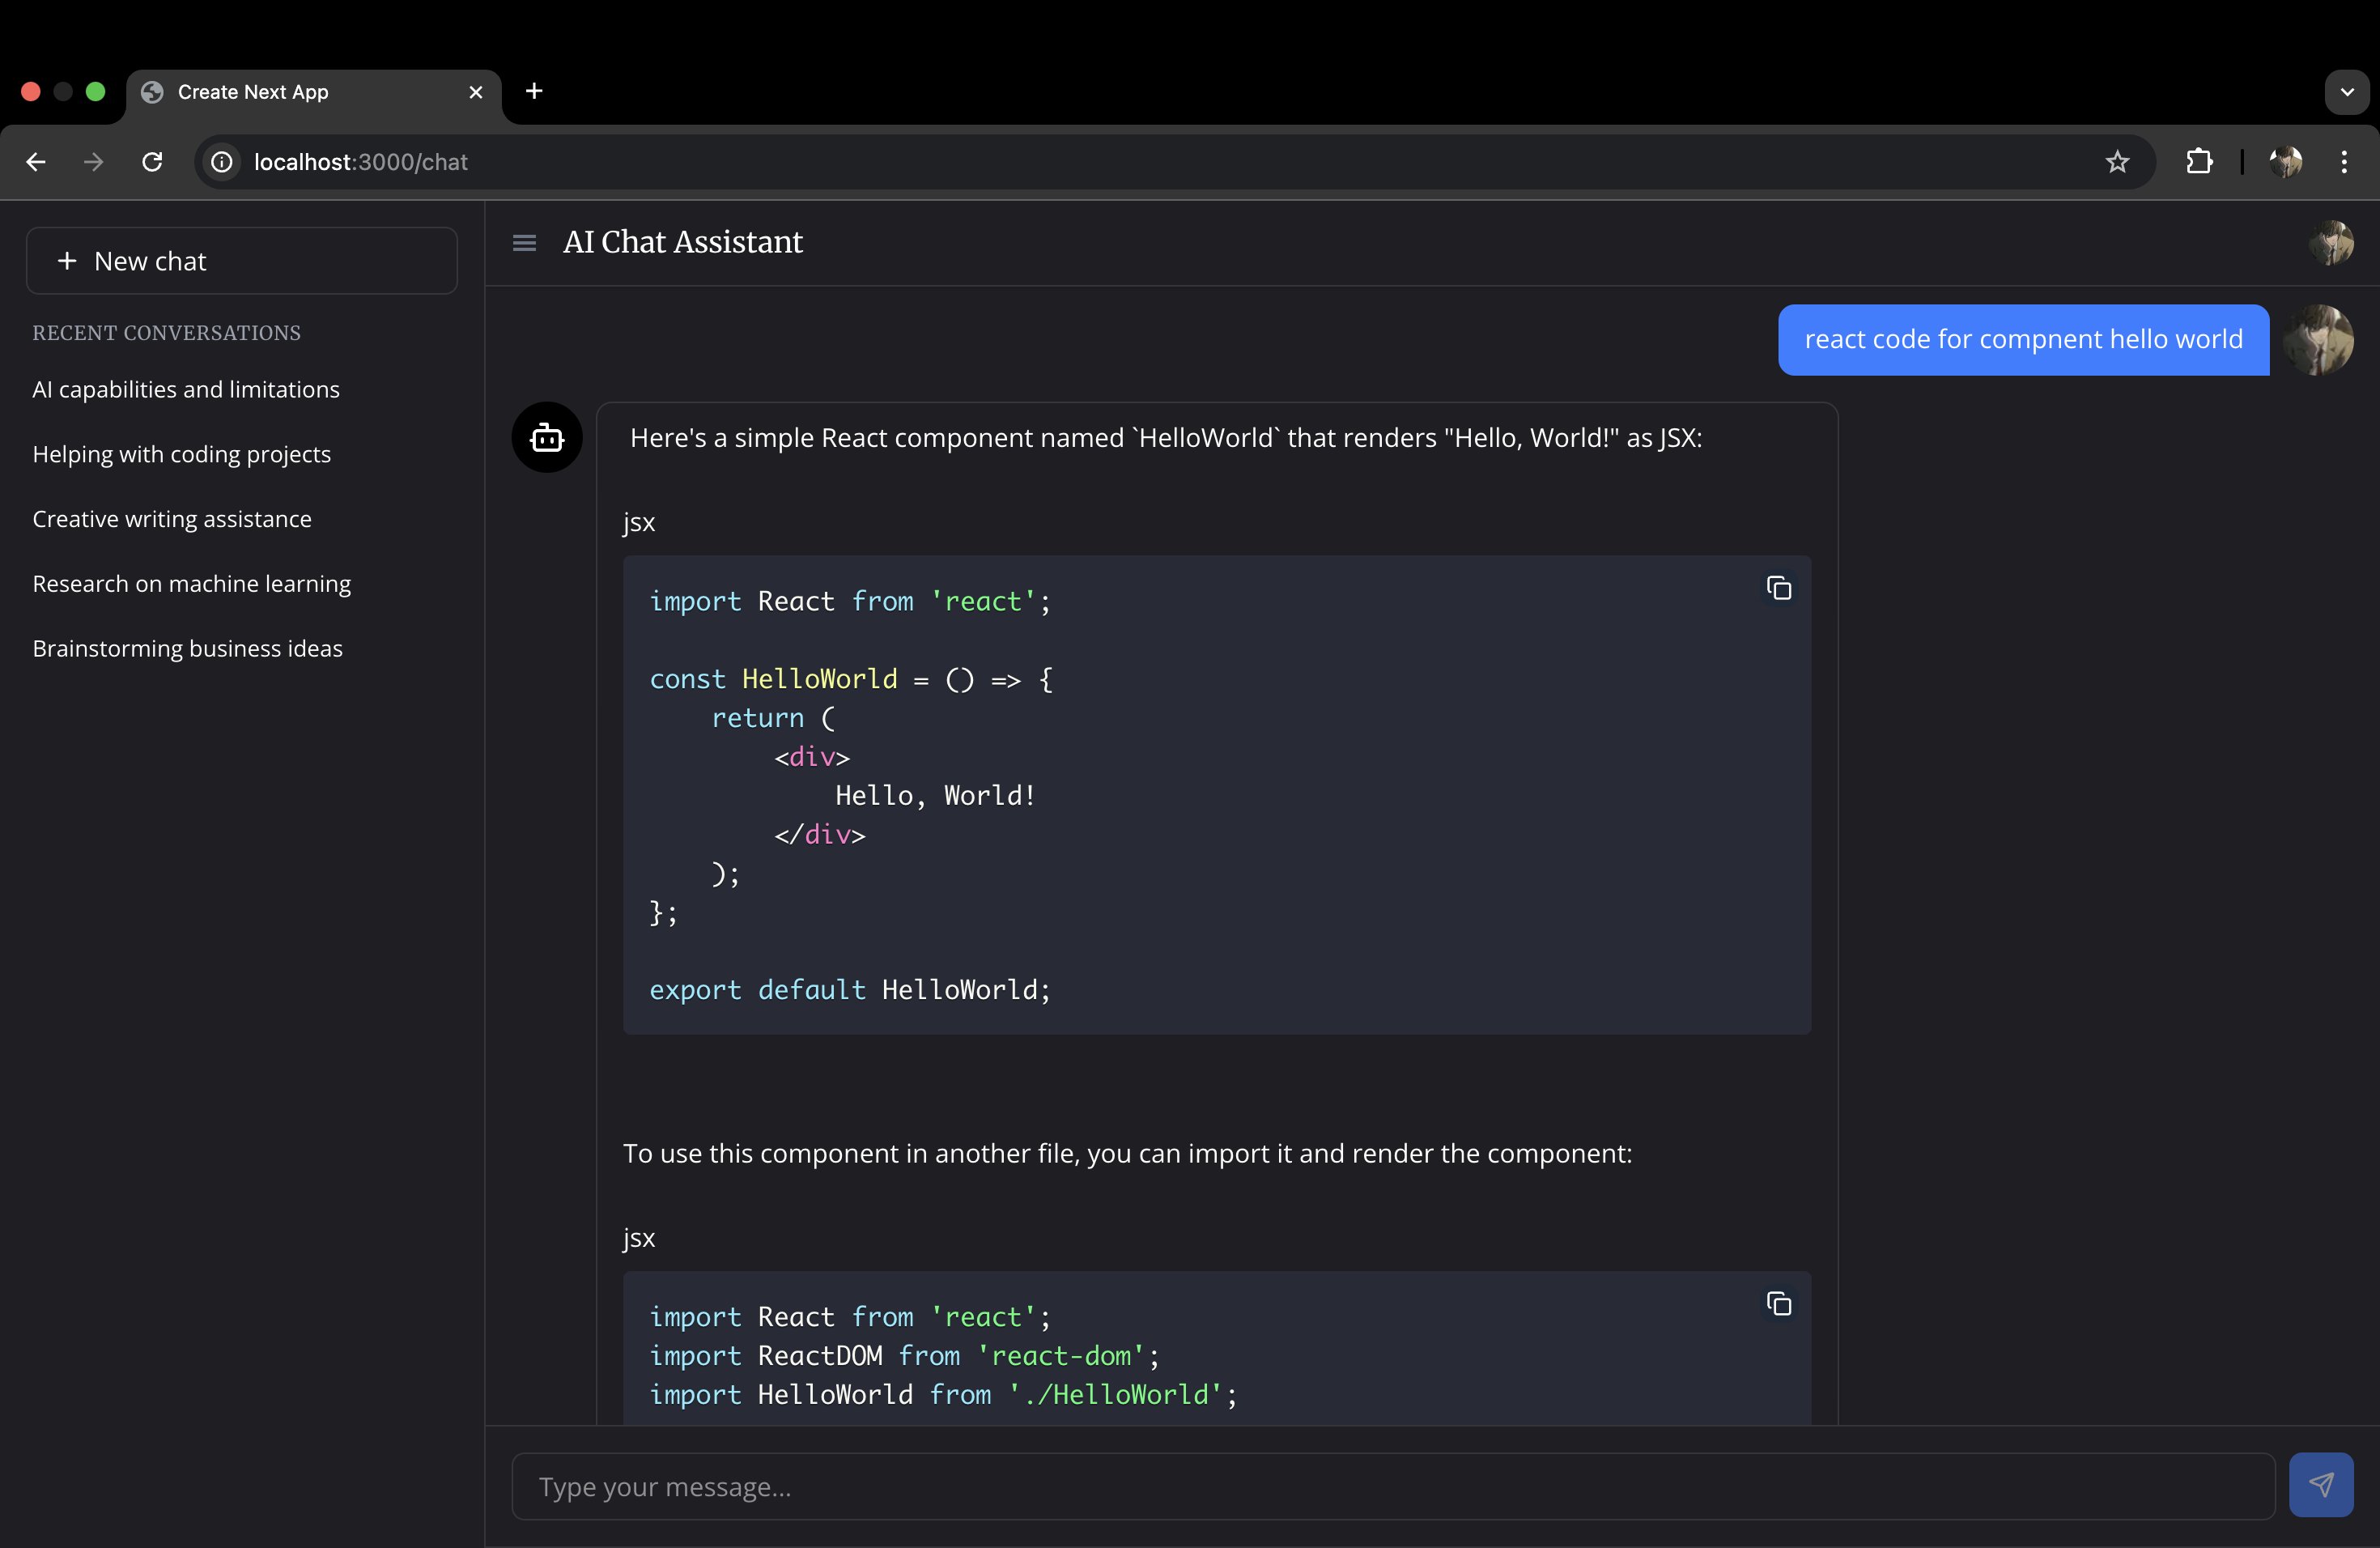 Create Next App
localhost:3000/chat
New chat
AI Chat Assistant
RECENT CONVERSATIONS
AI capabilities and limitations
Helping with coding projects
Creative writing assistance
Research on machine learning
Brainstorming business ideas
react code for compnent hello world
Here's a simple React component named `HelloWorld` that renders "Hello, World!" as JSX:
jsx
import React from 'react';
const HelloWorld = () => {
    return (
        <div>
            Hello, World!
        </div>
    );
};
export default HelloWorld;
To use this component in another file, you can import it and render the component:
jsx
import React from 'react';
import ReactDOM from 'react-dom';
import HelloWorld from './HelloWorld';
Type your message...